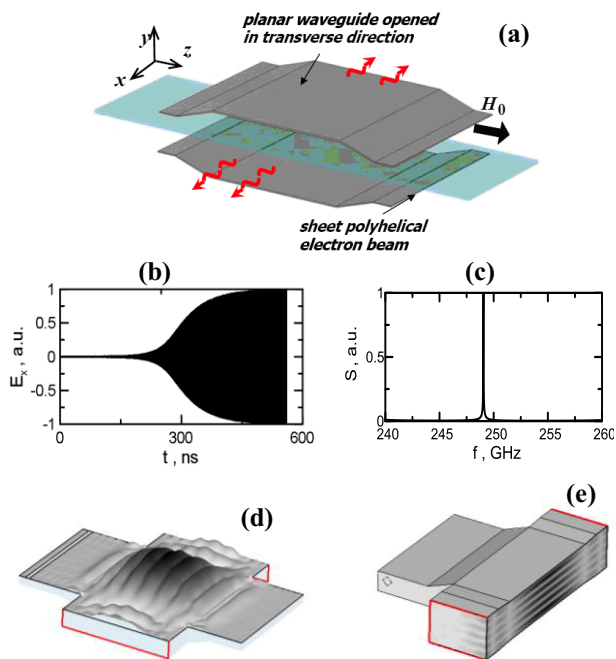 planar waveguide opened
in transverse direction
(a)
y
z
x
H0
sheet polyhelical
electron beam
(b)
(c)
1
0.5
0
-0.5
-1
Ex , a.u.
0
300
600
t , ns
1
0.5
0
S, a.u.
240
245
250
255
260
f , GHz
(d)
(e)